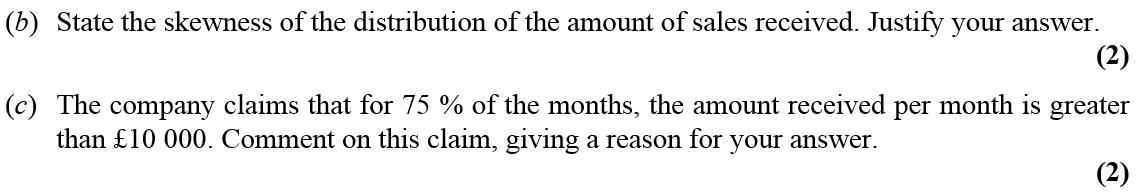 (b) State the skewness of the distribution of the amount of sales received. Justify your answer.
(2)
(c) The company claims that for 75 % of the months, the amount received per month is greater
than £10 000. Comment on this claim, giving a reason for your answer.
(2)